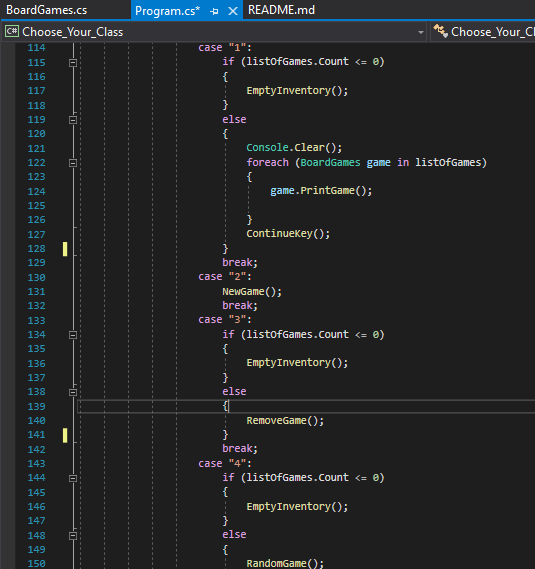 BoardGames.cs Program.cs* README.md
C# Choose_Your_Class Choose_Your_Cl
114 case "1":
115 if (listOfGames.Count <= 0)
116 {
117 EmptyInventory();
118 }
119 else
120 {
121 Console.Clear();
122 foreach (BoardGames game in listOfGames)
123 {
124 game.PrintGame();
125
126 }
127 ContinueKey();
128 }
129 break;
130 case "2":
131 NewGame();
132 break;
133 case "3":
134 if (listOfGames.Count <= 0)
135 {
136 EmptyInventory();
137 }
138 else
139 {
140 RemoveGame();
141 }
142 break;
143 case "4":
144 if (listOfGames.Count <= 0)
145 {
146 EmptyInventory();
147 }
148 else
149 {
150 RandomGame();